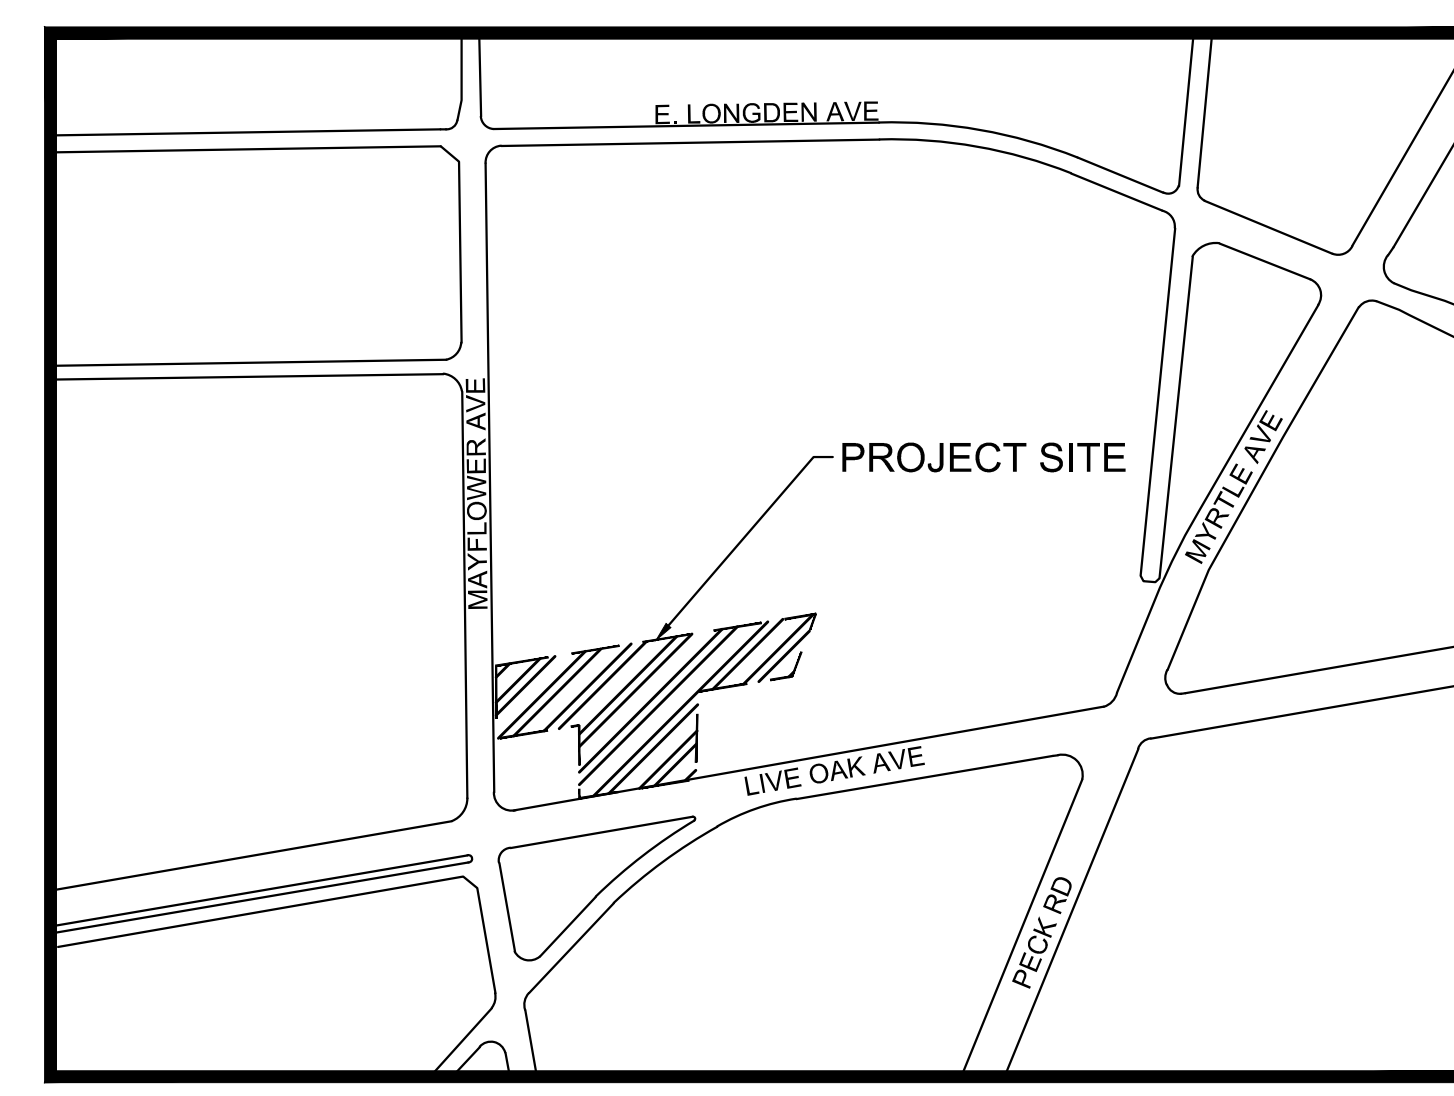 E. LONGDEN AVE
MAYFLOWER AVE
PROJECT SITE
MYRTLE AVE
LIVE OAK AVE
PECK RD